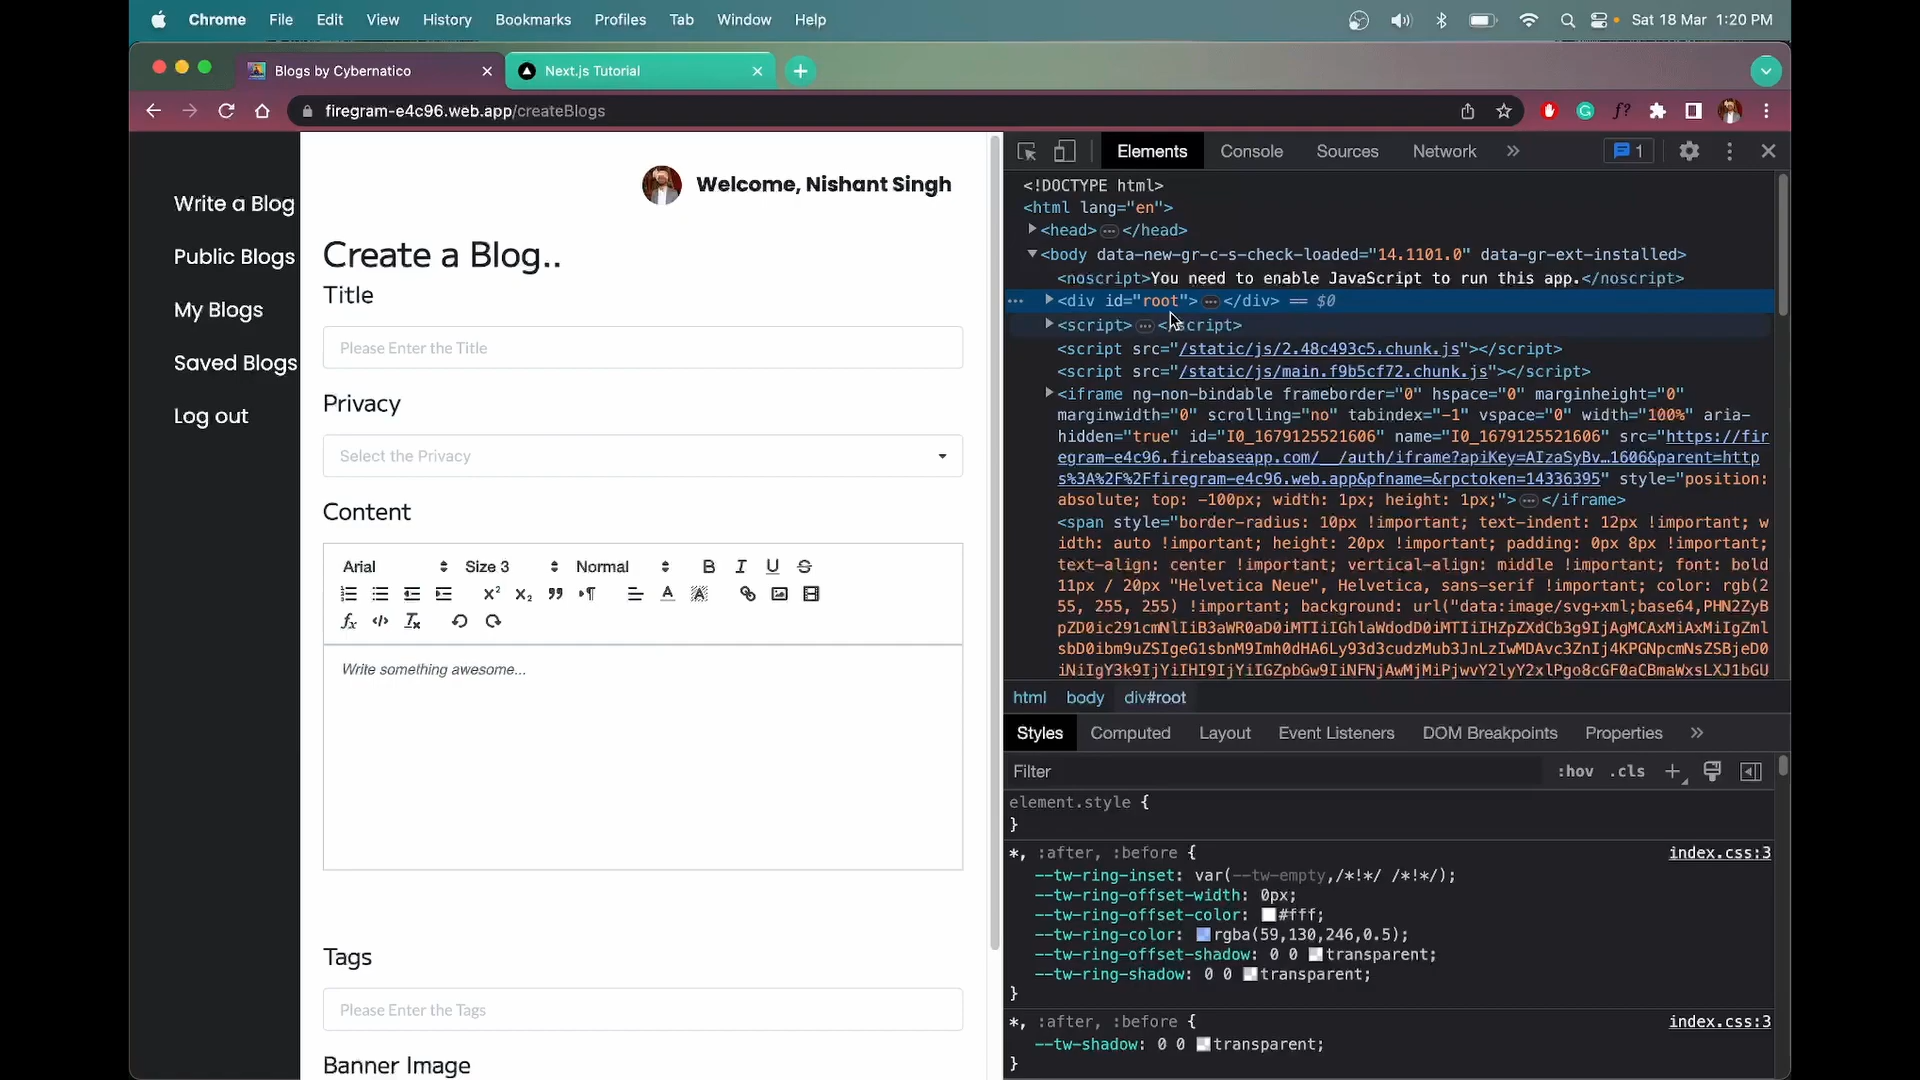 Chrome File Edit View History Bookmarks Profiles Tab Window Help Sat 18 Mar 1:20 PM
Blogs by Cybernatico
Next.js Tutorial
firegram-e4c96.web.app/createBlogs
Write a Blog
Public Blogs
My Blogs
Saved Blogs
Log out
Welcome, Nishant Singh
Create a Blog..
Title
Please Enter the Title
Privacy
Select the Privacy
Content
Arial Size 3 Normal B I U S
Write something awesome...
Tags
Please Enter the Tags
Banner Image
Elements Console Sources Network » 1
<!DOCTYPE html>
<html lang="en">
<head> … </head>
<body data-new-gr-c-s-check-loaded="14.1101.0" data-gr-ext-installed>
<noscript>You need to enable JavaScript to run this app.</noscript>
<div id="root"> … </div> == $0
<script> … </script>
<script src="/static/js/2.48c493c5.chunk.js"></script>
<script src="/static/js/main.f9b5cf72.chunk.js"></script>
<iframe ng-non-bindable frameborder="0" hspace="0" marginheight="0"
marginwidth="0" scrolling="no" tabindex="-1" vspace="0" width="100%" aria-
hidden="true" id="I0_1679125521606" name="I0_1679125521606" src="https://fir
egram-e4c96.firebaseapp.com/__/auth/iframe?apiKey=AIzaSyBv…1606&parent=http
s%3A%2F%2Ffiregram-e4c96.web.app&pfname=&rpctoken=14336395" style="position:
absolute; top: -100px; width: 1px; height: 1px;"> … </iframe>
<span style="border-radius: 10px !important; text-indent: 12px !important; w
idth: auto !important; height: 20px !important; padding: 0px 8px !important;
text-align: center !important; vertical-align: middle !important; font: bold
11px / 20px "Helvetica Neue", Helvetica, sans-serif !important; color: rgb(2
55, 255, 255) !important; background: url("data:image/svg+xml;base64,PHN2ZyB
html body div#root
Styles Computed Layout Event Listeners DOM Breakpoints Properties »
Filter :hov .cls
element.style {
}
*, :after, :before { index.css:3
--tw-ring-inset: var(--tw-empty,/*!*/ /*!*/);
--tw-ring-offset-width: 0px;
--tw-ring-offset-color: #fff;
--tw-ring-color: rgba(59,130,246,0.5);
--tw-ring-offset-shadow: 0 0 transparent;
--tw-ring-shadow: 0 0 transparent;
}
*, :after, :before { index.css:3
--tw-shadow: 0 0 transparent;
}